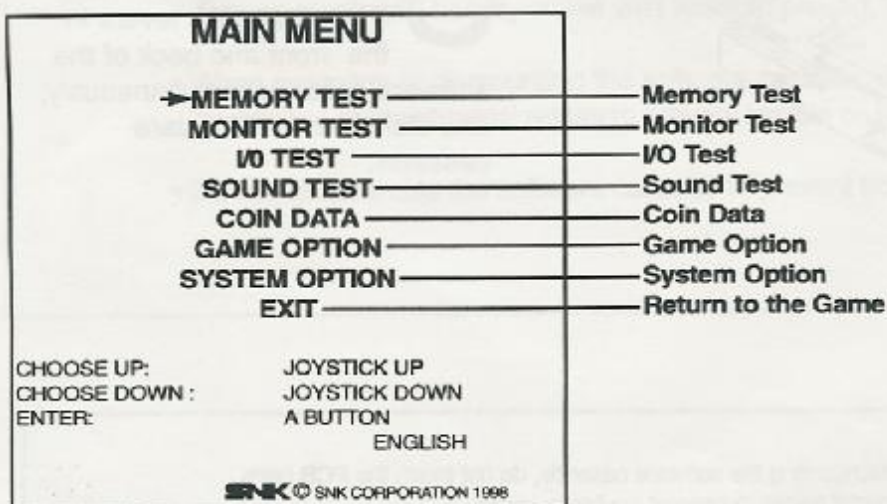 MAIN MENU
MEMORY TEST Memory Test
MONITOR TEST Monitor Test
I/0 TEST I/O Test
SOUND TEST Sound Test
COIN DATA Coin Data
GAME OPTION Game Option
SYSTEM OPTION System Option
EXIT Return to the Game
CHOOSE UP: JOYSTICK UP
CHOOSE DOWN : JOYSTICK DOWN
ENTER: A BUTTON
ENGLISH
SNK © SNK CORPORATION 1998